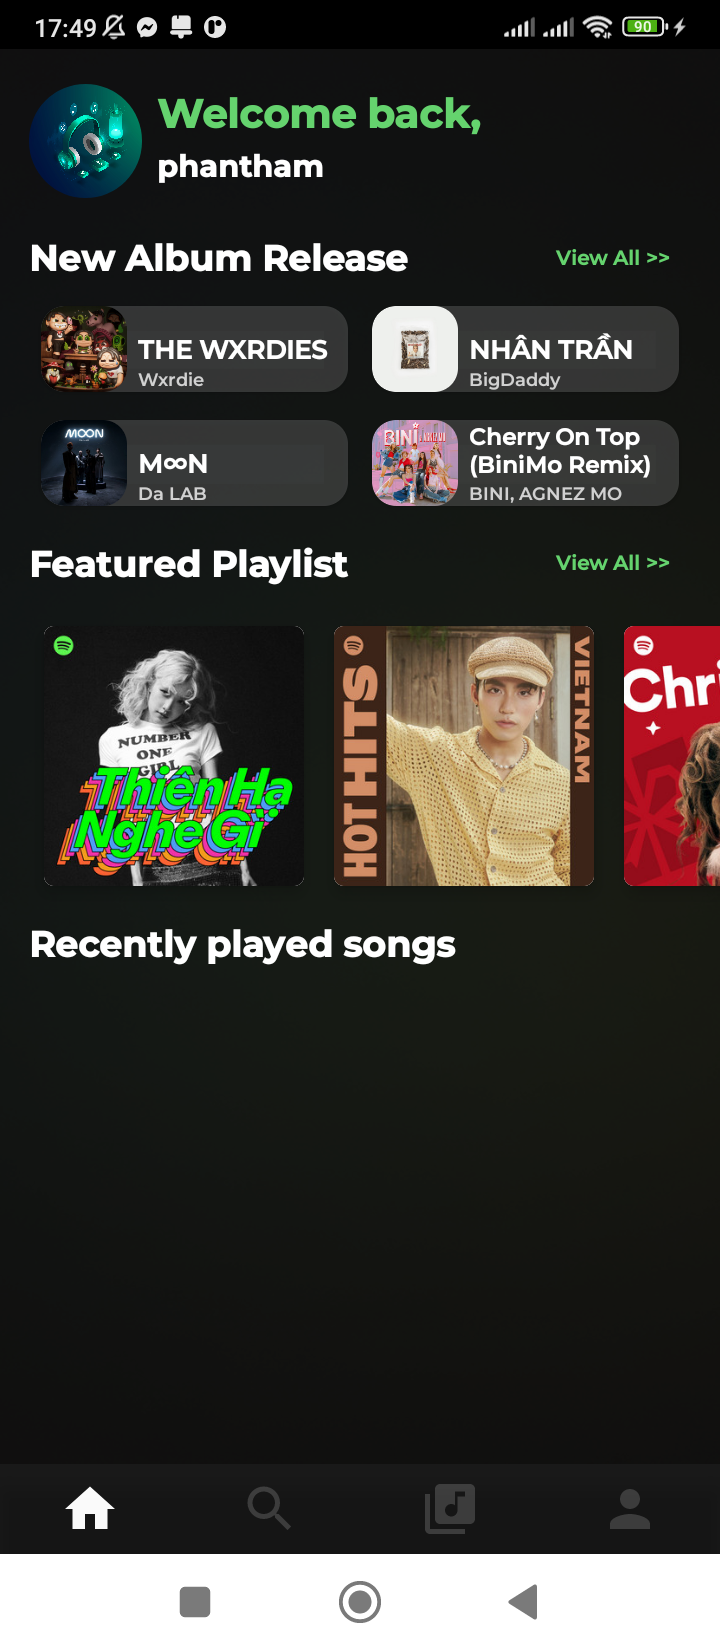 17:49
90
Welcome back,
phantham
New Album Release
View All >>
THE WXRDIES
Wxrdie
NHÂN TRẦN
BigDaddy
MOON
M∞N
Da LAB
BINI
Cherry On Top
(BiniMo Remix)
BINI, AGNEZ MO
Featured Playlist
View All >>
NUMBER
ONE
GIRL
Thiên Hạ
Nghe Gì
HOT HITS
VIETNAM
Chri
Recently played songs